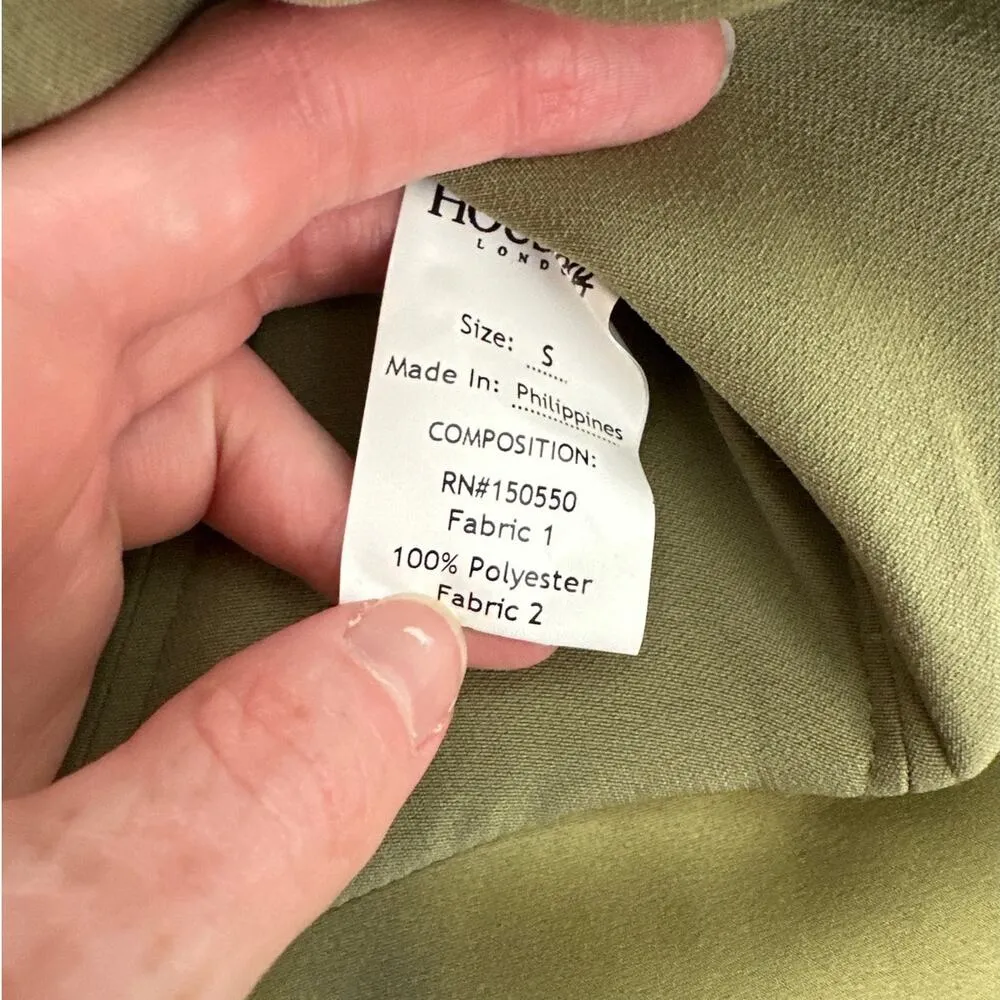 LONDON
Size: S
Made In: Philippines
COMPOSITION:
RN#150550
Fabric 1
100% Polyester
Fabric 2